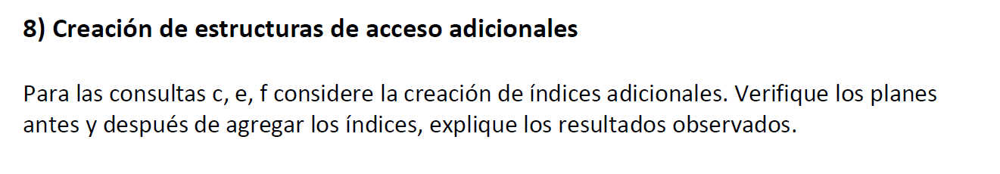 8) Creación de estructuras de acceso adicionales
Para las consultas c, e, f considere la creación de índices adicionales. Verifique los planes
antes y después de agregar los índices, explique los resultados observados.